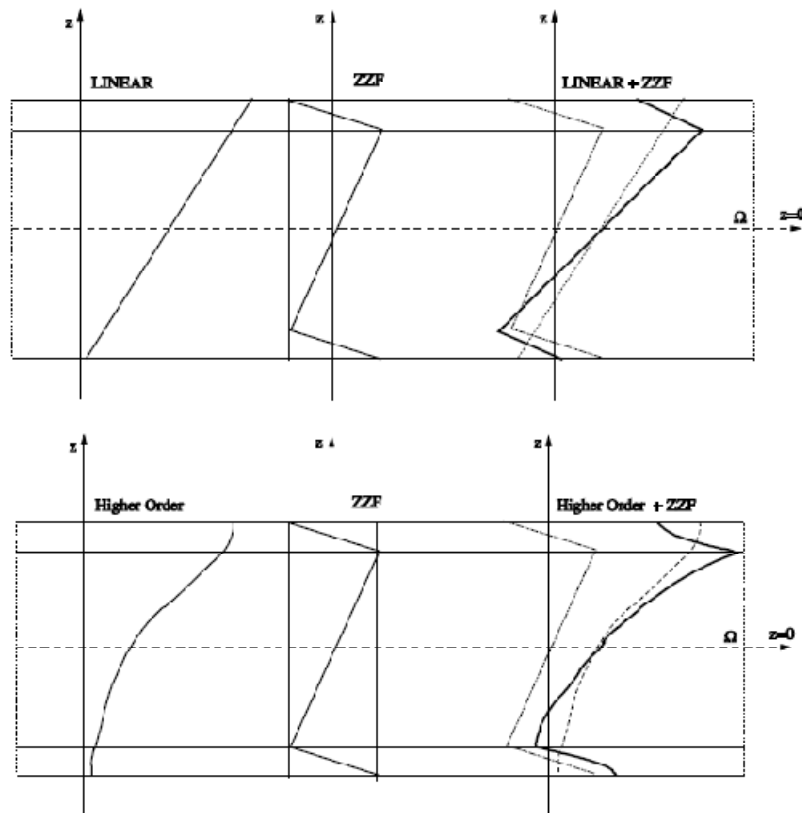 z z z
LINEAR ZZF LINEAR + ZZF
Ω z=0
z z z
Higher Order ZZF Higher Order + ZZF
Ω z=0